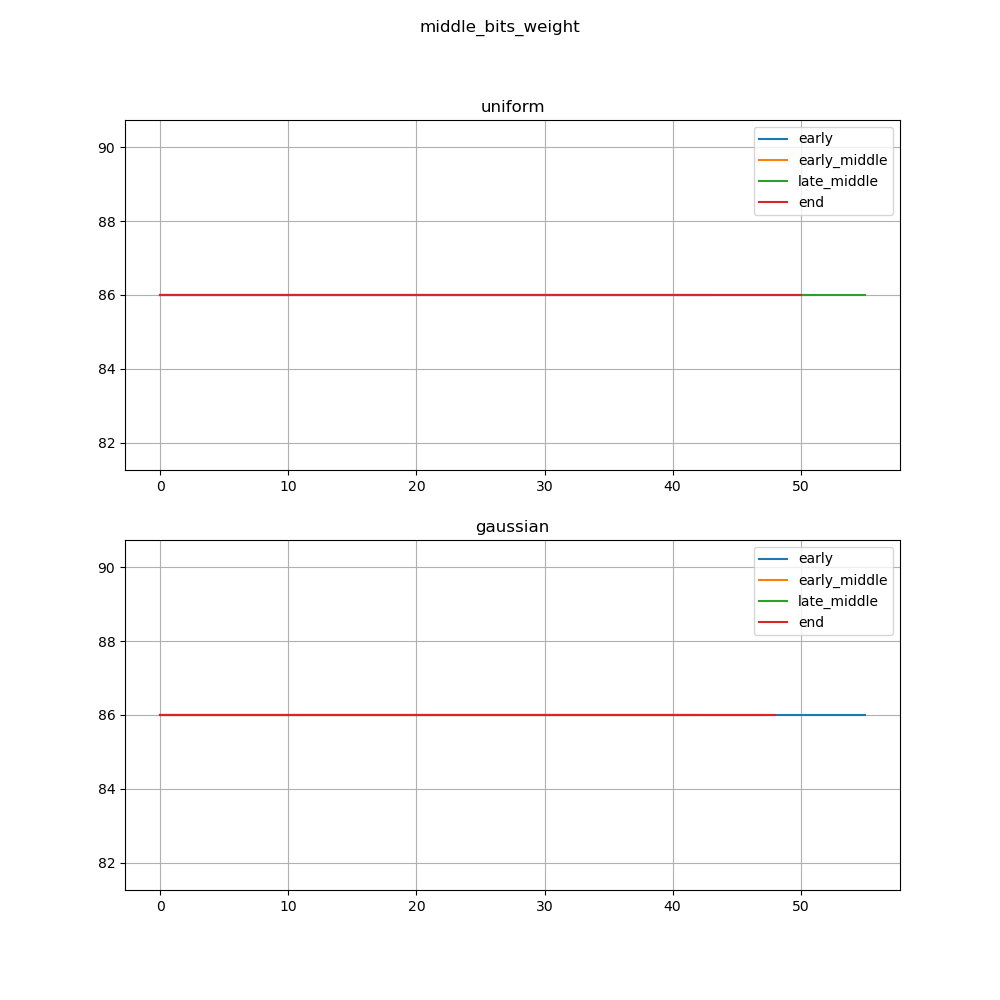 middle_bits_weight
uniform
90
88
86
84
82
early
early_middle
late_middle
end
0 10 20 30 40 50
gaussian
90
88
86
84
82
early
early_middle
late_middle
end
0 10 20 30 40 50